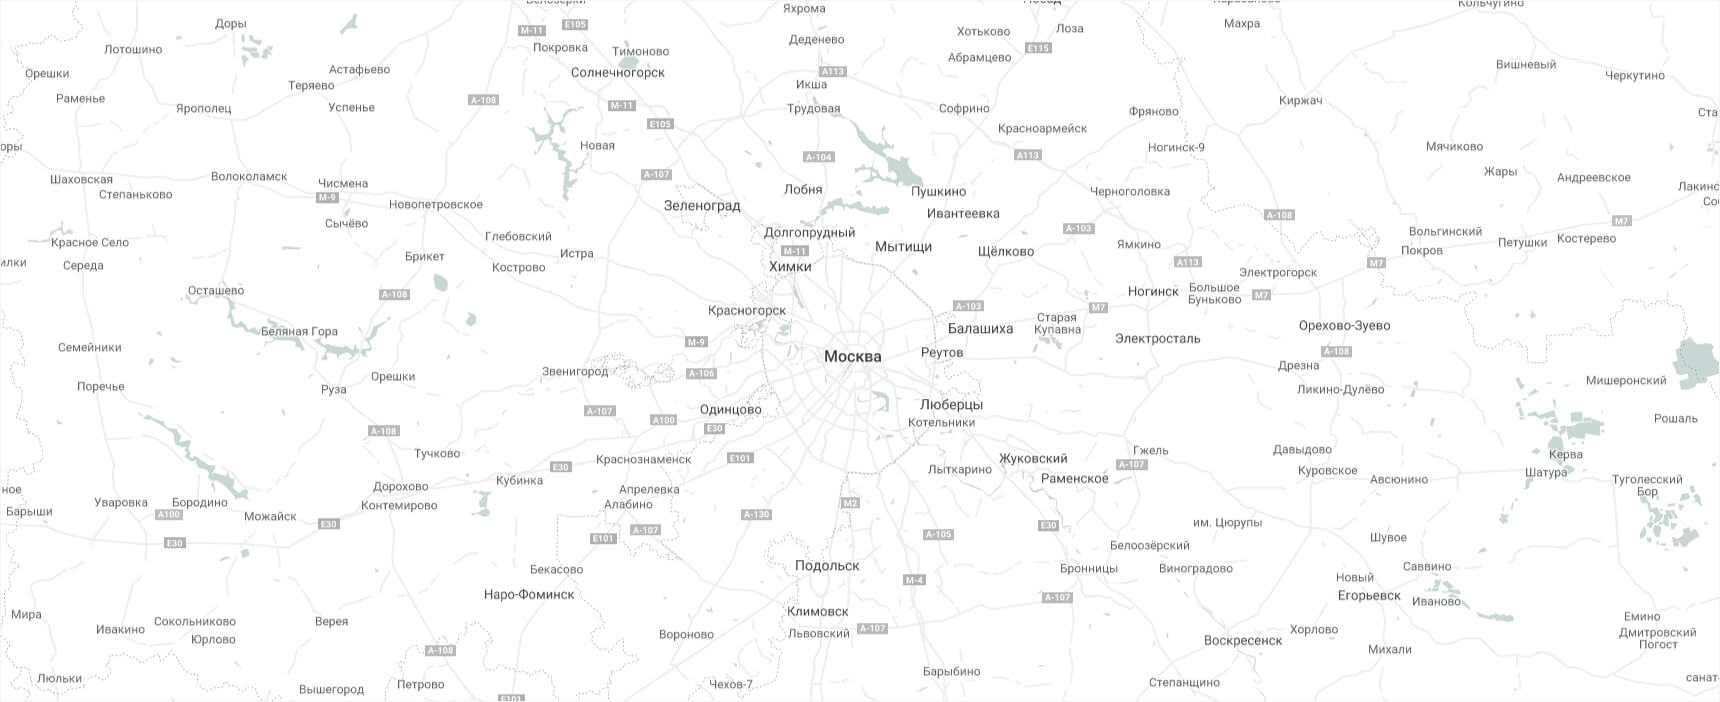 Яхрома
Доры
E105
Хотьково
Лоза
Махра
Кольчугино
M-11
Деденево
Лотошино
Покровка
Тимоново
E115
Абрамцево
Орешки
Астафьево
Солнечногорск
A113
Вишневый
Черкутино
Теряево
Икша
Раменье
Ярополец
Успенье
A-108
M-11
Трудовая
Софрино
Фряново
Киржач
E105
Красноармейск
Новая
A-104
A113
Ногинск-9
Мячиково
Шаховская
Волоколамск
Чисмена
A-107
Жары
Андреевское
Степаньково
M-9
Лобня
Пушкино
Черноголовка
Новопетровское
Зеленоград
Ивантеевка
A-108
M7
Сычёво
Долгопрудный
A-103
Вольгинский
Красное Село
Глебовский
Мытищи
Щёлково
Ямкино
Петушки
Костерево
Брикет
Истра
M-11
Покров
Середа
Кострово
Химки
A113
M7
Электрогорск
Осташево
A-108
Ногинск
Большое
Буньково
M7
Красногорск
A-103
M7
Беляная Гора
Балашиха
Старая
Купавна
Орехово-Зуево
Семейники
M-9
Москва
Реутов
Электросталь
A-108
Звенигород
A-106
Дрезна
Поречье
Руза
Орешки
Ликино-Дулёво
Мишеронский
A-107
A100
Одинцово
Люберцы
Рошаль
A-108
E30
Котельники
Тучково
Краснознаменск
E101
Жуковский
Гжель
Давыдово
Керва
E30
Лыткарино
A-107
Куровское
Шатура
Дорохово
Кубинка
Апрелевка
Раменское
Авсюнино
Туголесский
Бор
Уваровка
Бородино
Контемирово
Алабино
M2
Барыши
A100
Можайск
E30
A-107
A-130
E30
им. Цюрупы
E30
E101
A-105
Белоозёрский
Шувое
Бекасово
Подольск
Бронницы
Виноградово
Саввино
M-4
Новый
Наро-Фоминск
A-107
Егорьевск
Иваново
Мира
Климовск
Емино
Ивакино
Сокольниково
Верея
Вороново
Львовский
A-107
Хорлово
Дмитровский
Погост
Юрлово
Воскресенск
A-108
Михали
Люльки
Петрово
Барыбино
Вышегород
Чехов-7
Степанщино
E101